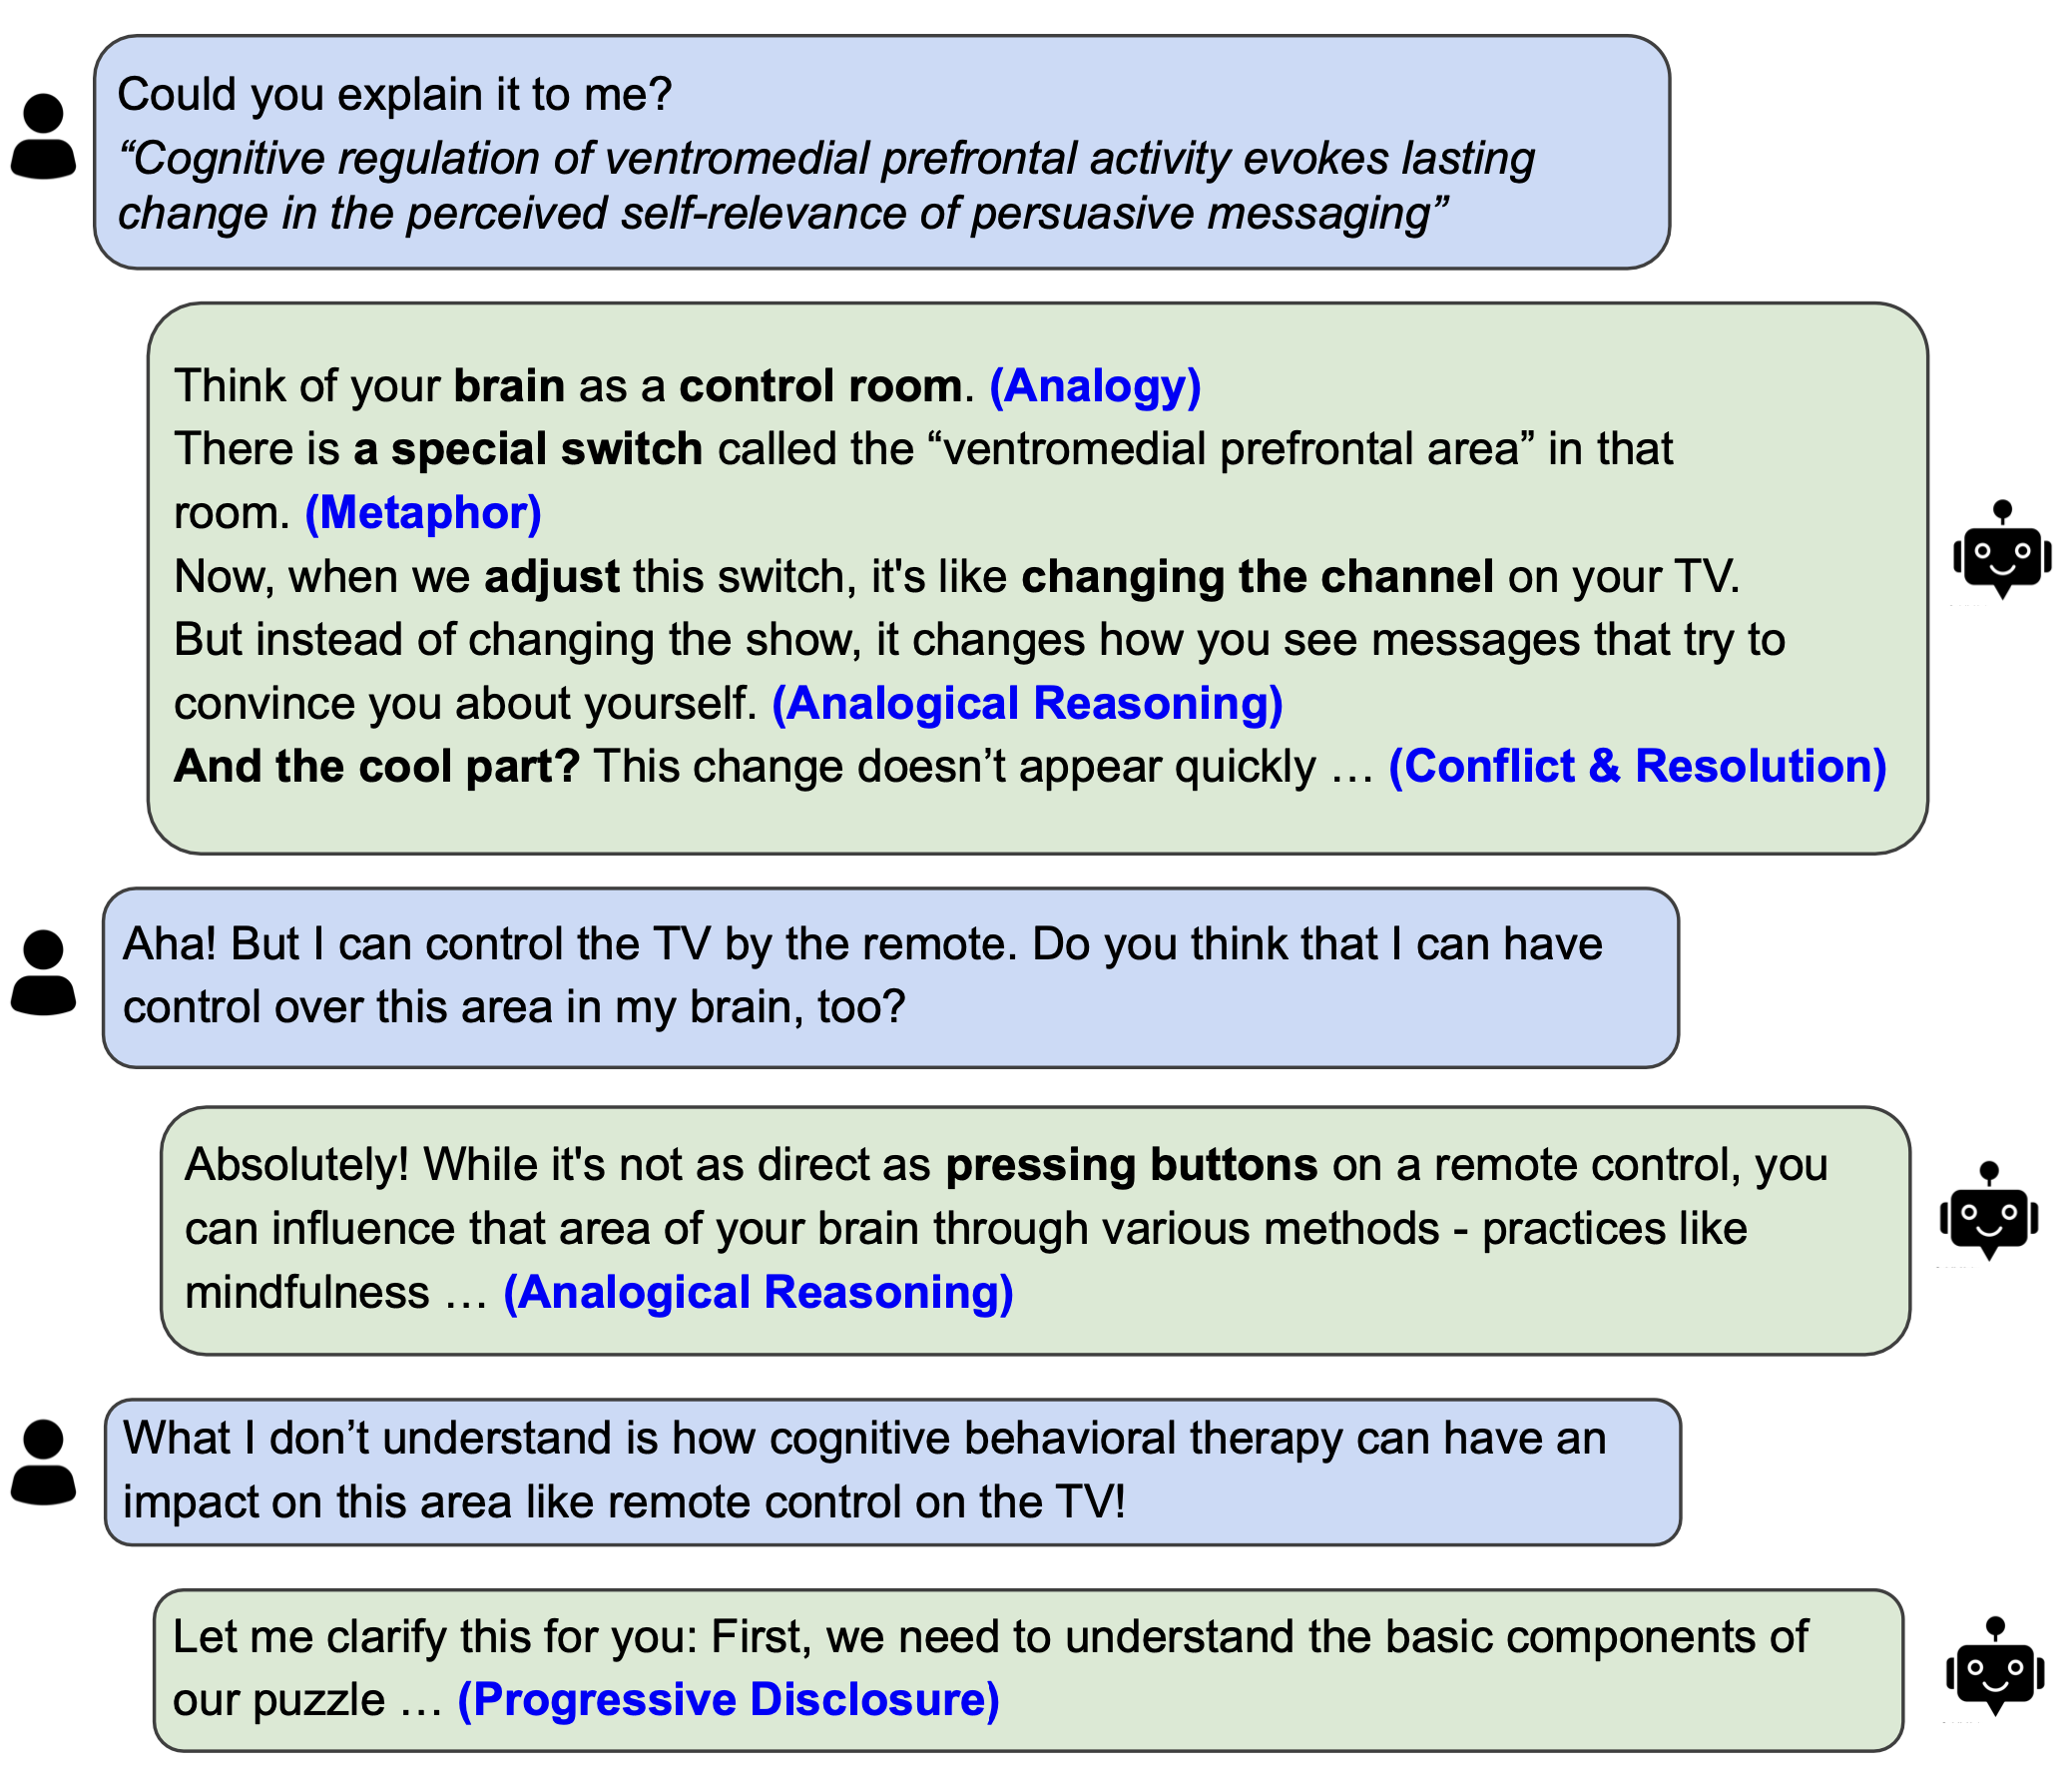 Could you explain it to me?
“Cognitive regulation of ventromedial prefrontal activity evokes lasting
change in the perceived self-relevance of persuasive messaging”
Think of your brain as a control room. (Analogy)
There is a special switch called the “ventromedial prefrontal area” in that
room. (Metaphor)
Now, when we adjust this switch, it's like changing the channel on your TV.
But instead of changing the show, it changes how you see messages that try to
convince you about yourself. (Analogical Reasoning)
And the cool part? This change doesn’t appear quickly … (Conflict & Resolution)
Aha! But I can control the TV by the remote. Do you think that I can have
control over this area in my brain, too?
Absolutely! While it's not as direct as pressing buttons on a remote control, you
can influence that area of your brain through various methods - practices like
mindfulness … (Analogical Reasoning)
What I don’t understand is how cognitive behavioral therapy can have an
impact on this area like remote control on the TV!
Let me clarify this for you: First, we need to understand the basic components of
our puzzle … (Progressive Disclosure)